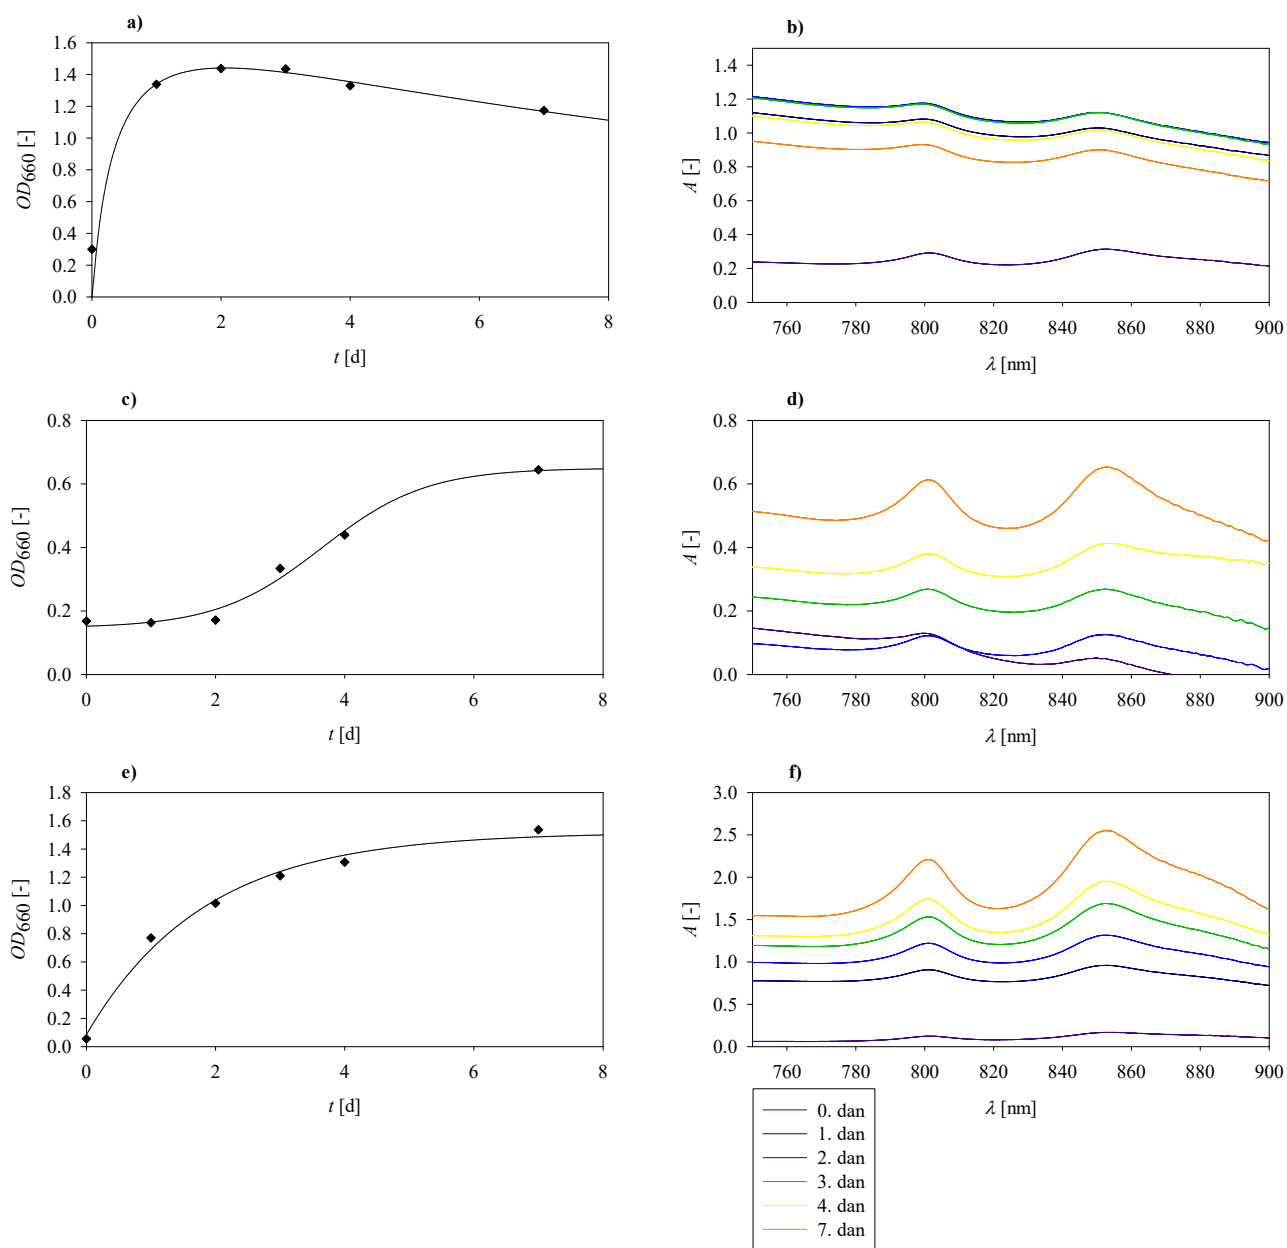 a)
1.6
1.4
1.2
1.0
0.8
0.6
0.4
0.2
0.0
OD660 [-]
0 2 4 6 8
t [d]
b)
1.4
1.2
1.0
0.8
0.6
0.4
0.2
0.0
A [-]
760 780 800 820 840 860 880 900
λ [nm]
c)
0.8
0.6
0.4
0.2
0.0
OD660 [-]
0 2 4 6 8
t [d]
d)
0.8
0.6
0.4
0.2
0.0
A [-]
760 780 800 820 840 860 880 900
λ [nm]
e)
1.8
1.6
1.4
1.2
1.0
0.8
0.6
0.4
0.2
0.0
OD660 [-]
0 2 4 6 8
t [d]
f)
3.0
2.5
2.0
1.5
1.0
0.5
0.0
A [-]
760 780 800 820 840 860 880 900
λ [nm]
0. dan
1. dan
2. dan
3. dan
4. dan
7. dan